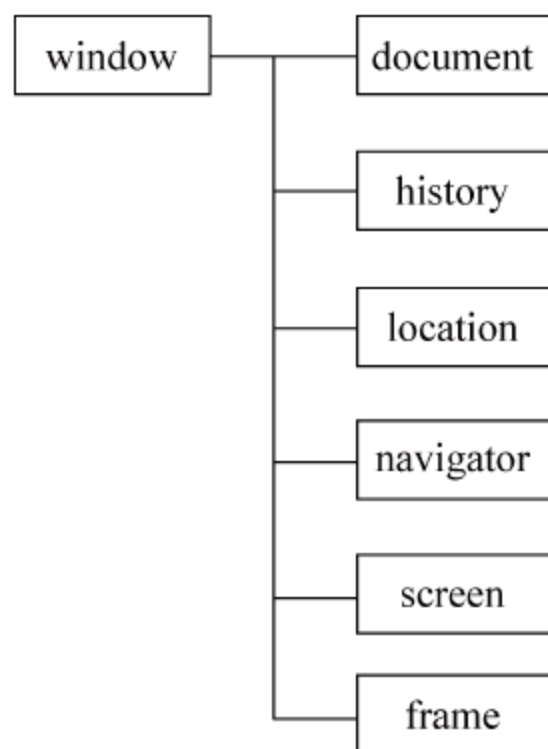 window
document
history
location
navigator
screen
frame